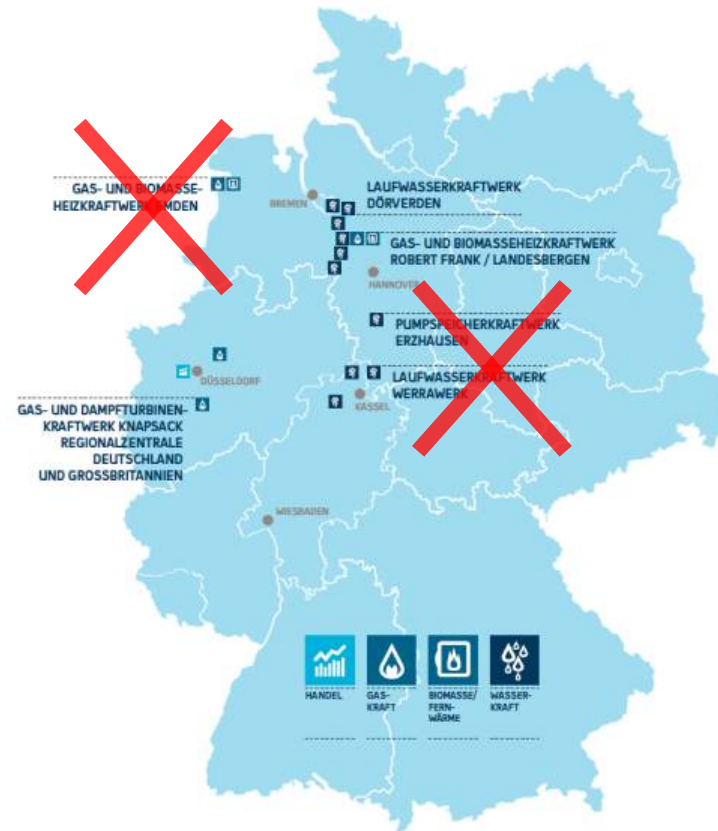 GAS- UND BIOMASSE-
HEIZKRAFTWERK EMDEN
BREMEN
LAUFWASSERKRAFTWERK
DÖRVERDEN
GAS- UND BIOMASSEHEIZKRAFTWERK
ROBERT FRANK / LANDESBERGEN
HANNOVER
PUMPSPEICHERKRAFTWERK
ERZHAUSEN
LAUFWASSERKRAFTWERK
WERRAWERK
DÜSSELDORF
KASSEL
GAS- UND DAMPFTURBINEN-
KRAFTWERK KNAPSACK
REGIONALZENTRALE
DEUTSCHLAND
UND GROSSBRITANNIEN
WIESBADEN
HANDEL
GAS-
KRAFT
BIOMASSE/
FERN-
WÄRME
WASSER-
KRAFT